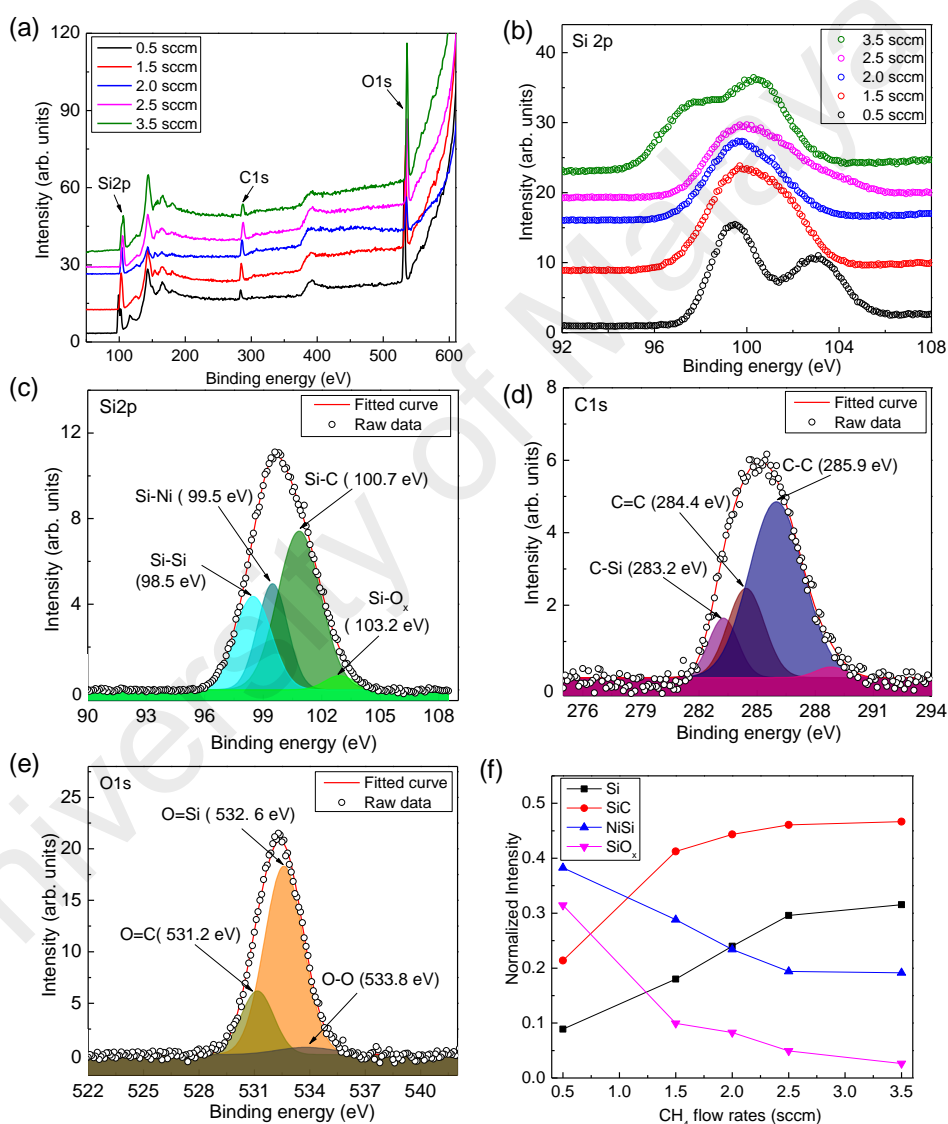 (a)
120
90
60
30
0
Intensity (arb. units)
0.5 sccm
1.5 sccm
2.0 sccm
2.5 sccm
3.5 sccm
Si2p
C1s
O1s
100 200 300 400 500 600
Binding energy (eV)
(b)
Si 2p
40
30
20
10
0
Intensity (arb. units)
3.5 sccm
2.5 sccm
2.0 sccm
1.5 sccm
0.5 sccm
92 96 100 104 108
Binding energy (eV)
(c)
Si2p
12
8
4
0
Intensity (arb. units)
Fitted curve
Raw data
Si-C ( 100.7 eV)
Si-Ni ( 99.5 eV)
Si-Si
(98.5 eV)
Si-Oₓ
( 103.2 eV)
90 93 96 99 102 105 108
Binding energy (eV)
(d)
C1s
8
6
4
2
0
Intensity (arb. units)
Fitted curve
Raw data
C-C (285.9 eV)
C=C (284.4 eV)
C-Si (283.2 eV)
276 279 282 285 288 291 294
Binding energy (eV)
(e)
O1s
25
20
15
10
5
0
Intensity (arb. units)
Fitted curve
Raw data
O=Si ( 532. 6 eV)
O=C( 531.2 eV)
O-O (533.8 eV)
522 525 528 531 534 537 540
Binding energy (eV)
(f)
0.5
0.4
0.3
0.2
0.1
0.0
Normalized Intensity
Si
SiC
NiSi
SiOₓ
0.5 1.0 1.5 2.0 2.5 3.0 3.5
CH₄ flow rates (sccm)
University of Malaya